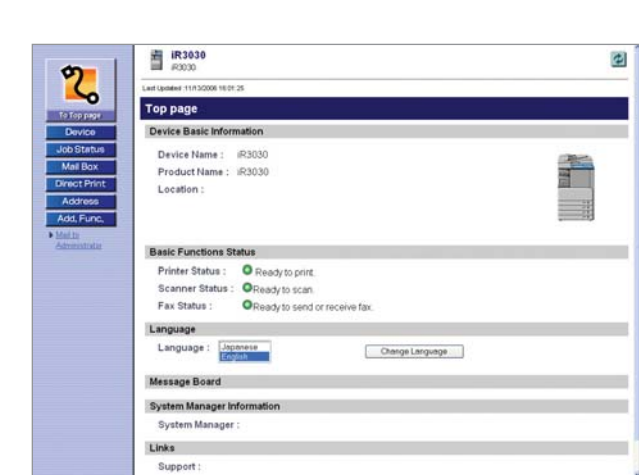 iR3030
iR3030
Last Updated :11/13/2006 16:01:25
To Top page
Top page
Device
Job Status
Mail Box
Direct Print
Address
Add. Func.
Mail to
Administrator
Device Basic Information
Device Name : iR3030
Product Name : iR3030
Location :
Basic Functions Status
Printer Status : Ready to print.
Scanner Status : Ready to scan.
Fax Status : Ready to send or receive fax.
Language
Language : Japanese
English
Change Language
Message Board
System Manager Information
System Manager :
Links
Support :